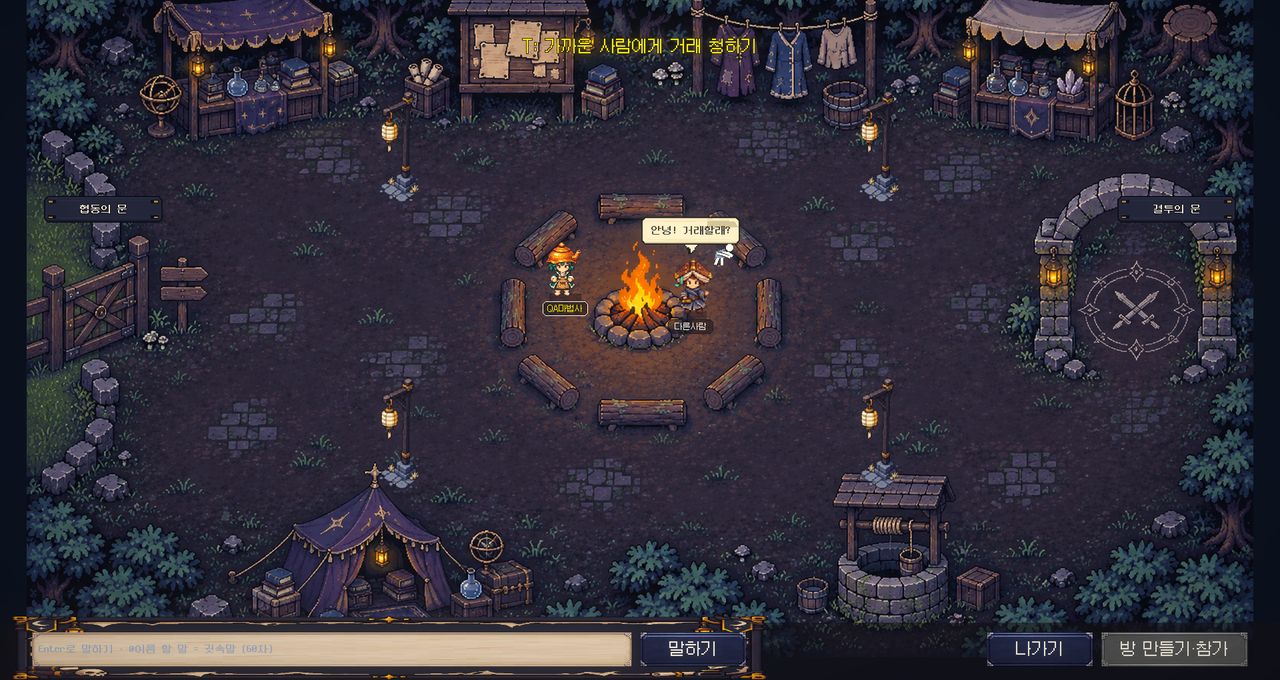 T: 가까운 사람에게 거래 청하기
협동의 문
결투의 문
안녕! 거래할래?
QA마법사
다른사람
Enter로 말하기 · @이름 할 말 = 귓속말 (60자)
말하기
나가기
방 만들기·참가